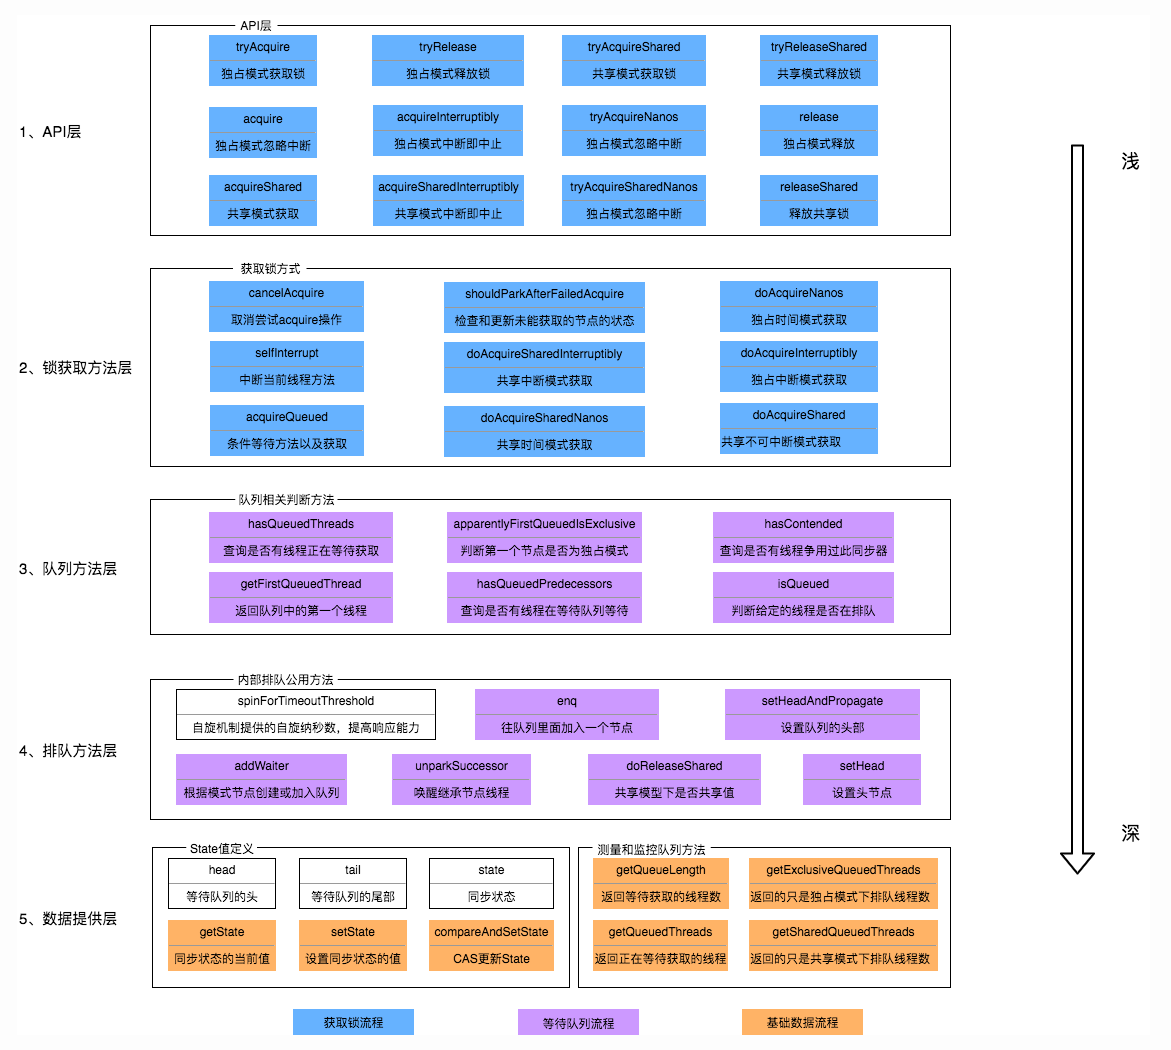 API层
tryAcquire
独占模式获取锁
tryRelease
独占模式释放锁
tryAcquireShared
共享模式获取锁
tryReleaseShared
共享模式释放锁
1、API层
acquire
独占模式忽略中断
acquireInterruptibly
独占模式中断即中止
tryAcquireNanos
独占模式忽略中断
release
独占模式释放
浅
acquireShared
共享模式获取
acquireSharedInterruptibly
共享模式中断即中止
tryAcquireSharedNanos
独占模式忽略中断
releaseShared
释放共享锁
获取锁方式
cancelAcquire
取消尝试acquire操作
shouldParkAfterFailedAcquire
检查和更新未能获取的节点的状态
doAcquireNanos
独占时间模式获取
2、锁获取方法层
selfInterrupt
中断当前线程方法
doAcquireSharedInterruptibly
共享中断模式获取
doAcquireInterruptibly
独占中断模式获取
acquireQueued
条件等待方法以及获取
doAcquireSharedNanos
共享时间模式获取
doAcquireShared
共享不可中断模式获取
队列相关判断方法
hasQueuedThreads
查询是否有线程正在等待获取
apparentlyFirstQueuedIsExclusive
判断第一个节点是否为独占模式
hasContended
查询是否有线程争用过此同步器
3、队列方法层
getFirstQueuedThread
返回队列中的第一个线程
hasQueuedPredecessors
查询是否有线程在等待队列等待
isQueued
判断给定的线程是否在排队
内部排队公用方法
spinForTimeoutThreshold
自旋机制提供的自旋纳秒数，提高响应能力
enq
往队列里面加入一个节点
setHeadAndPropagate
设置队列的头部
4、排队方法层
addWaiter
根据模式节点创建或加入队列
unparkSuccessor
唤醒继承节点线程
doReleaseShared
共享模型下是否共享值
setHead
设置头节点
深
State值定义
head
等待队列的头
tail
等待队列的尾部
state
同步状态
测量和监控队列方法
getQueueLength
返回等待获取的线程数
getExclusiveQueuedThreads
返回的只是独占模式下排队线程数
5、数据提供层
getState
同步状态的当前值
setState
设置同步状态的值
compareAndSetState
CAS更新State
getQueuedThreads
返回正在等待获取的线程
getSharedQueuedThreads
返回的只是共享模式下排队线程数
获取锁流程
等待队列流程
基础数据流程